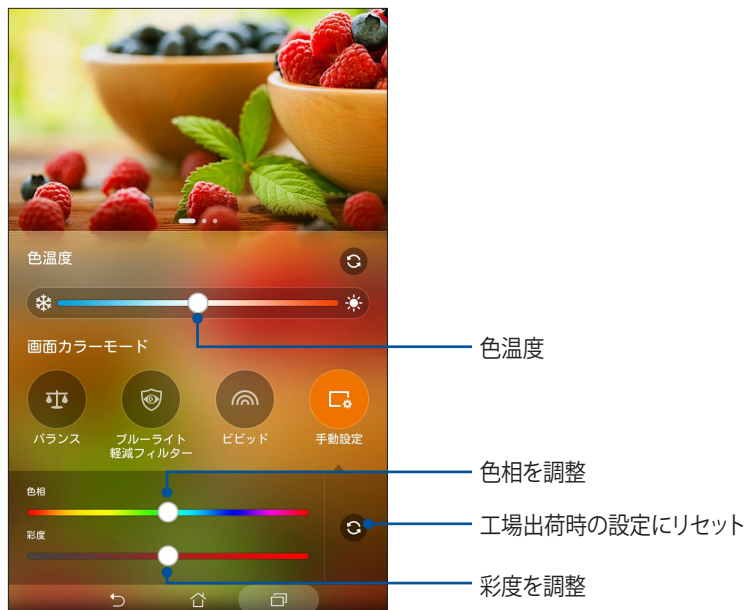 色温度
画面カラーモード
バランス
ブルーライト
軽減フィルター
ビビッド
手動設定
色相
彩度
色温度
色相を調整
工場出荷時の設定にリセット
彩度を調整